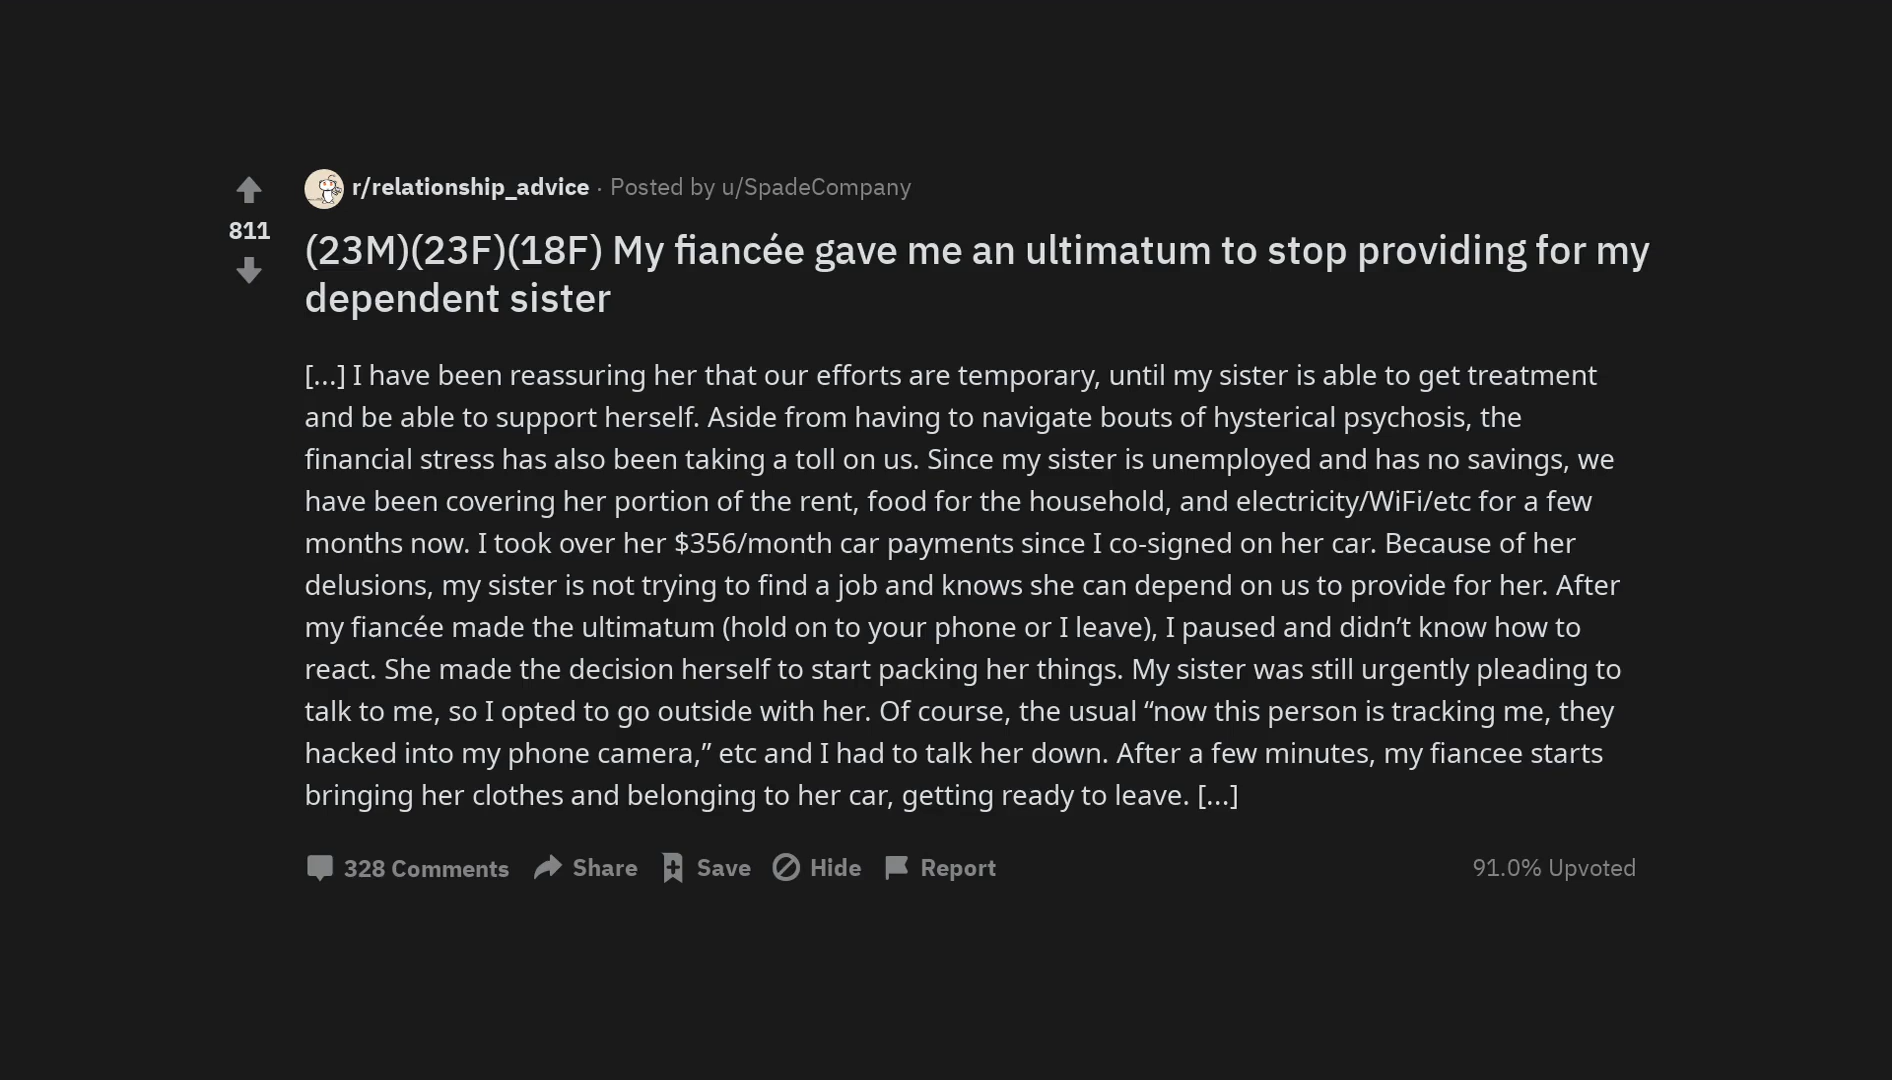 r/relationship_advice · Posted by u/SpadeCompany
811
(23M)(23F)(18F) My fiancée gave me an ultimatum to stop providing for my
dependent sister
[...] I have been reassuring her that our efforts are temporary, until my sister is able to get treatment
and be able to support herself. Aside from having to navigate bouts of hysterical psychosis, the
financial stress has also been taking a toll on us. Since my sister is unemployed and has no savings, we
have been covering her portion of the rent, food for the household, and electricity/WiFi/etc for a few
months now. I took over her $356/month car payments since I co-signed on her car. Because of her
delusions, my sister is not trying to find a job and knows she can depend on us to provide for her. After
my fiancée made the ultimatum (hold on to your phone or I leave), I paused and didn’t know how to
react. She made the decision herself to start packing her things. My sister was still urgently pleading to
talk to me, so I opted to go outside with her. Of course, the usual “now this person is tracking me, they
hacked into my phone camera,” etc and I had to talk her down. After a few minutes, my fiancee starts
bringing her clothes and belonging to her car, getting ready to leave. [...]
328 Comments Share Save Hide Report 91.0% Upvoted